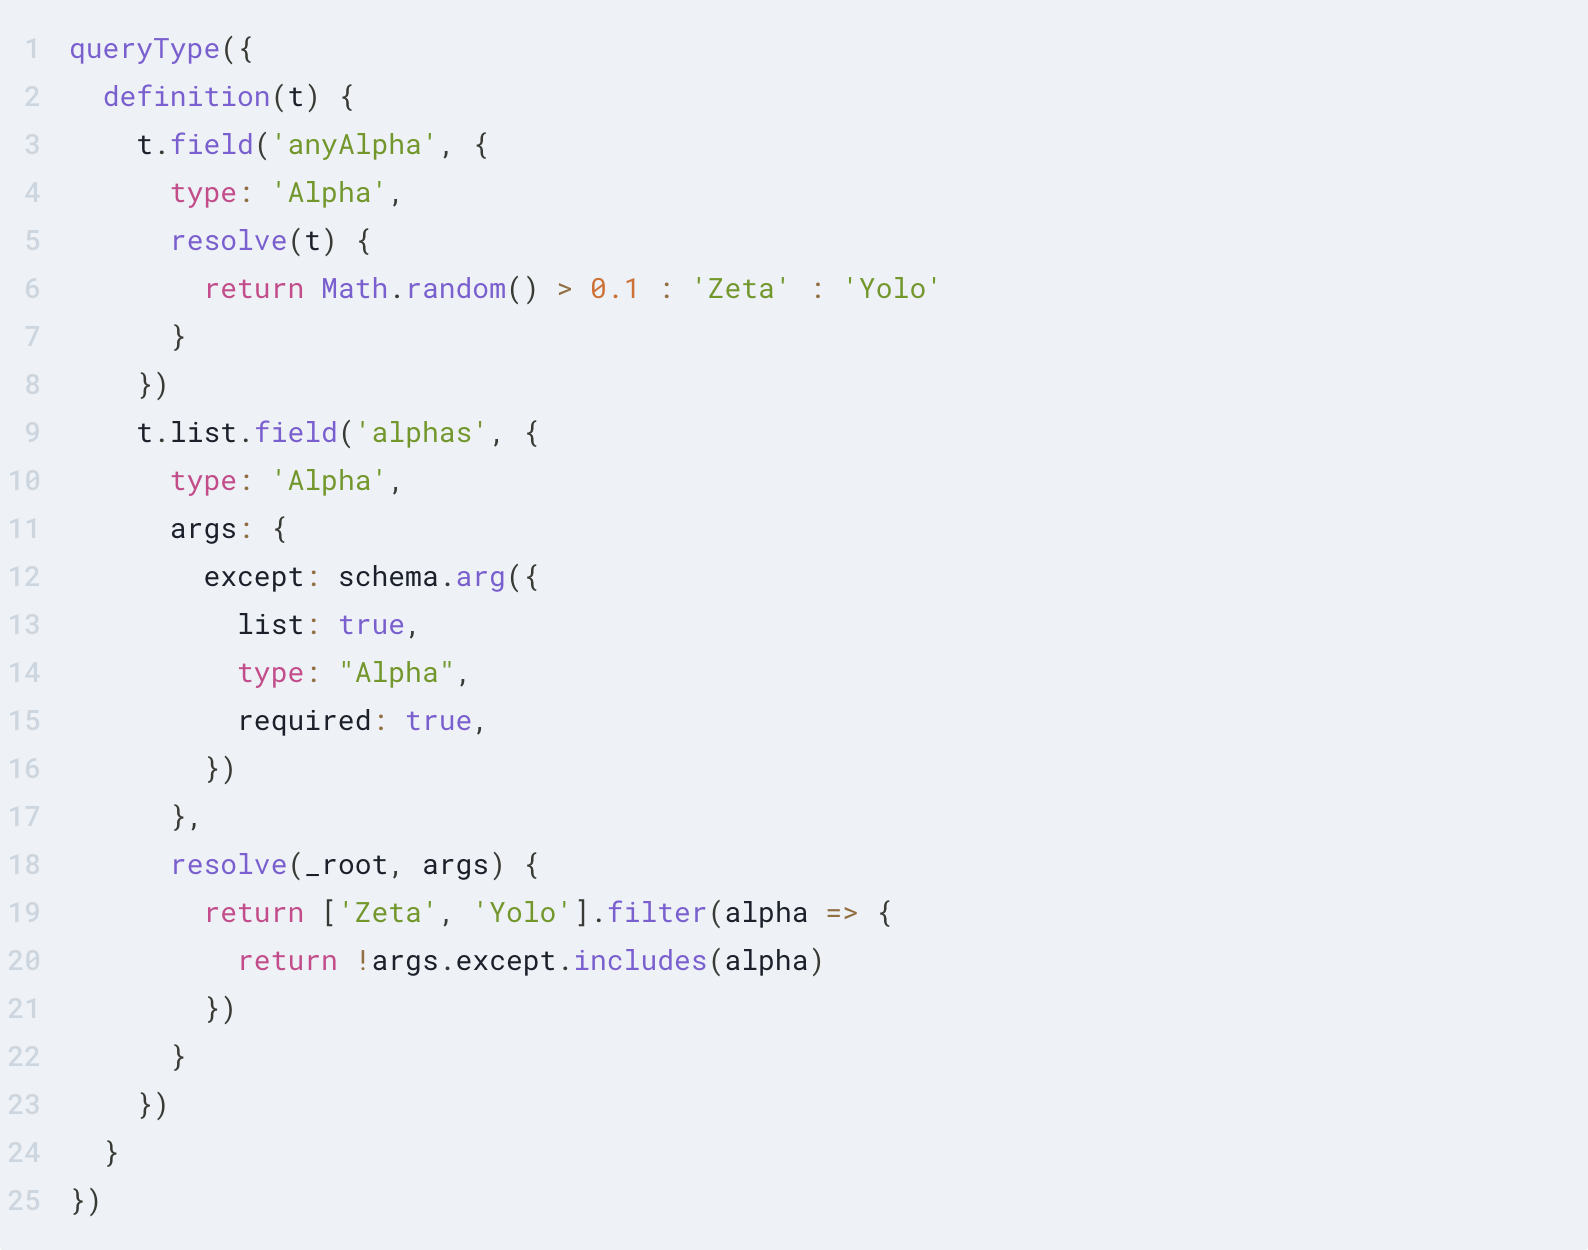 1 queryType({
2   definition(t) {
3     t.field('anyAlpha', {
4       type: 'Alpha',
5       resolve(t) {
6         return Math.random() > 0.1 : 'Zeta' : 'Yolo'
7       }
8     })
9     t.list.field('alphas', {
10       type: 'Alpha',
11       args: {
12         except: schema.arg({
13           list: true,
14           type: "Alpha",
15           required: true,
16         })
17       },
18       resolve(_root, args) {
19         return ['Zeta', 'Yolo'].filter(alpha => {
20           return !args.except.includes(alpha)
21         })
22       }
23     })
24   }
25 })